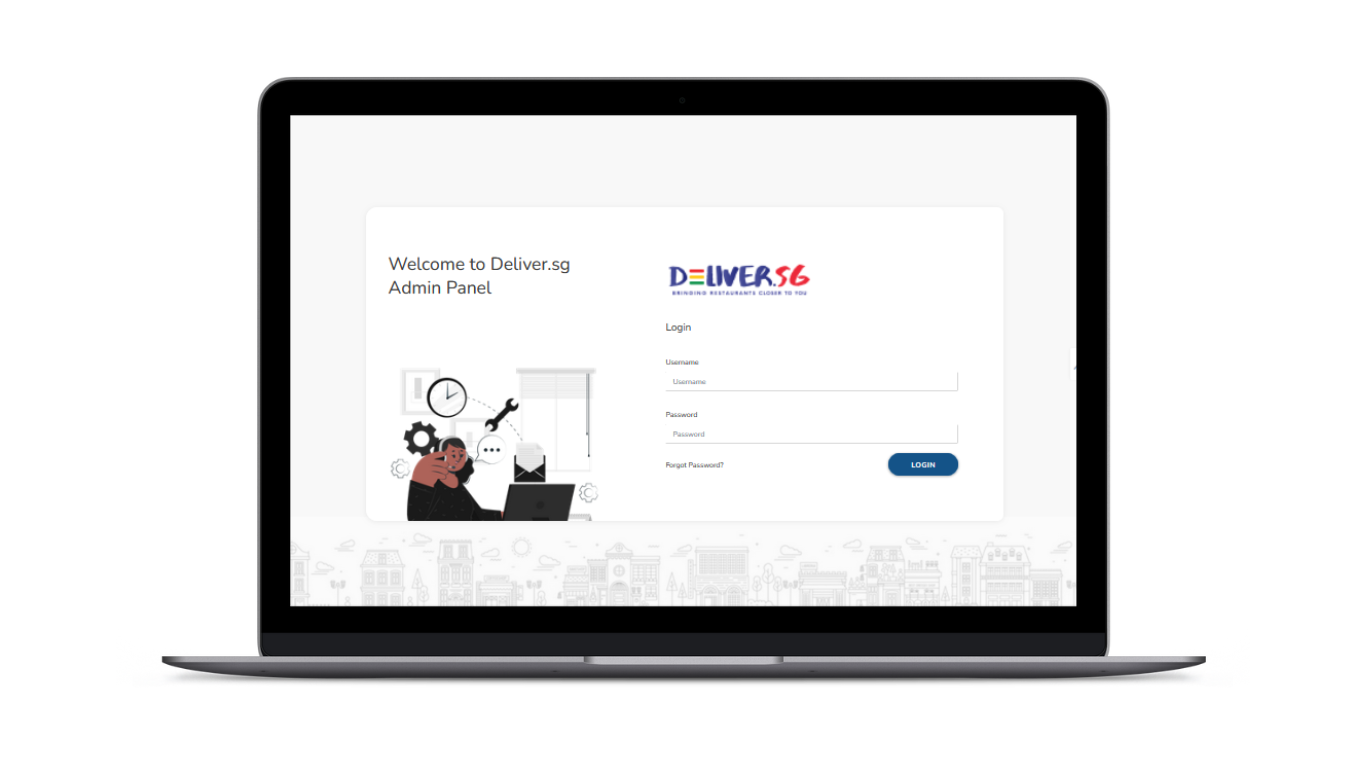 Welcome to Deliver.sg
Admin Panel
DELIVER.SG
BRINGING RESTAURANTS CLOSER TO YOU
Login
Username
Username
Password
Password
Forgot Password?
LOGIN